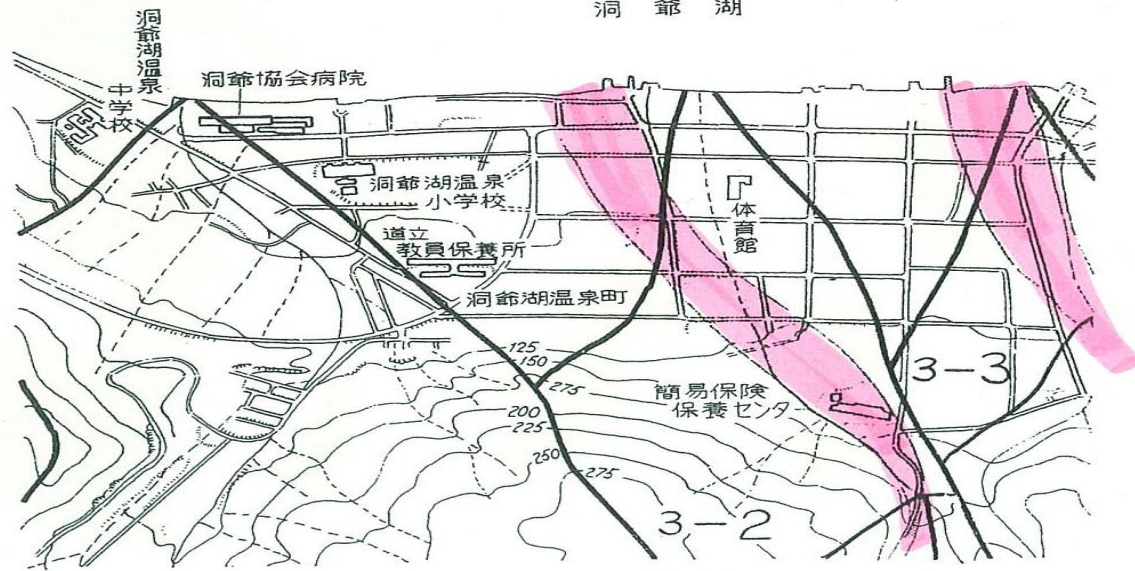 洞爺湖
洞爺湖温泉
中学校
洞爺協会病院
洞爺湖温泉
小学校
道立
教員保養所
体育館
洞爺湖温泉町
125
150
275
200
225
250
275
簡易保険
保養センタ
3-3
3-2